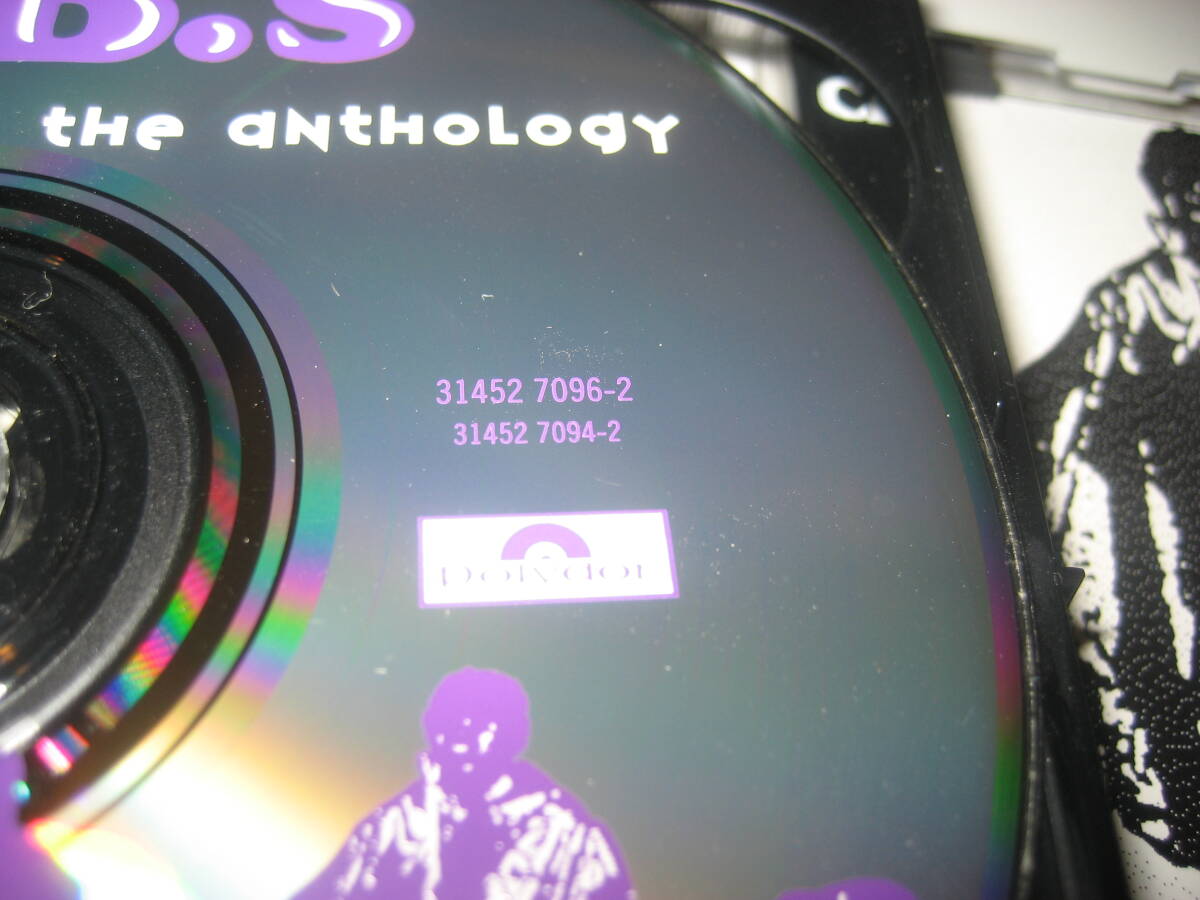 B.S
the anthology
31452 7096-2
31452 7094-2
Polydor